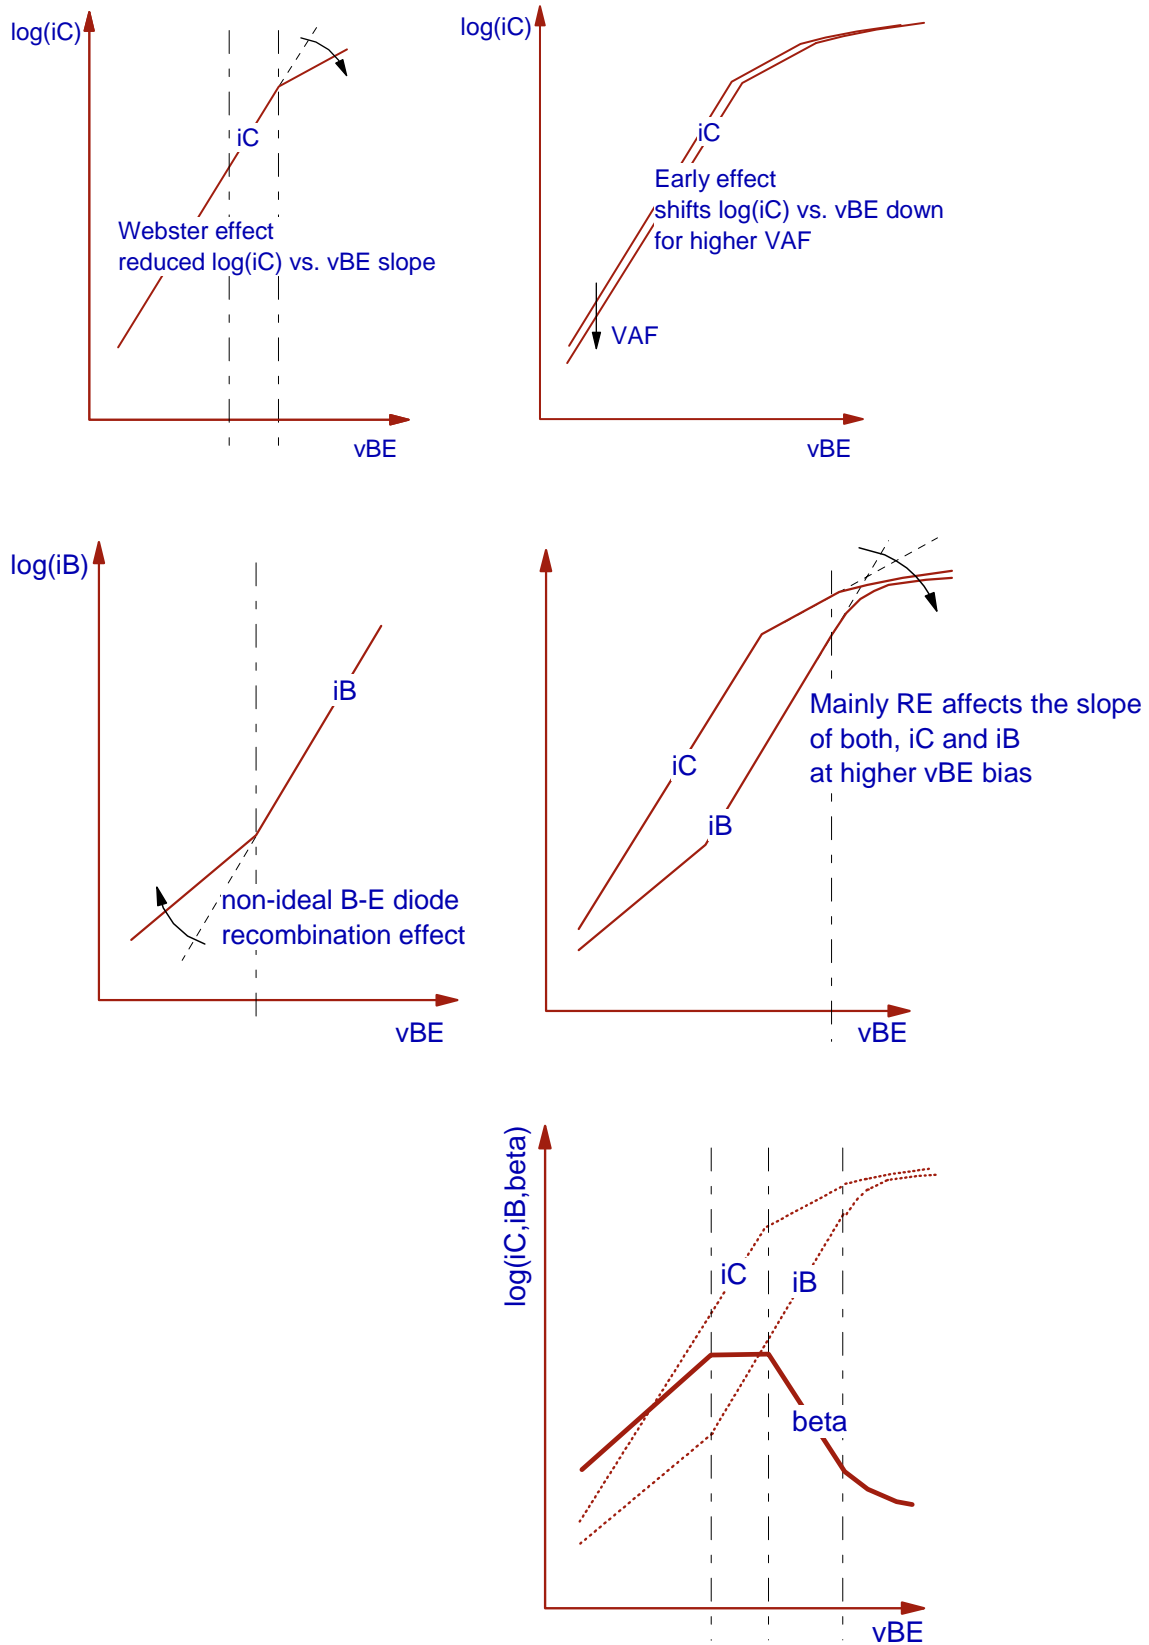 log(iC)
iC
Webster effect
reduced log(iC) vs. vBE slope
vBE
log(iC)
iC
Early effect
shifts log(iC) vs. vBE down
for higher VAF
VAF
vBE
log(iB)
iB
non-ideal B-E diode
recombination effect
vBE
Mainly RE affects the slope
of both, iC and iB
at higher vBE bias
iC
iB
vBE
log(iC,iB,beta)
iC
iB
beta
vBE